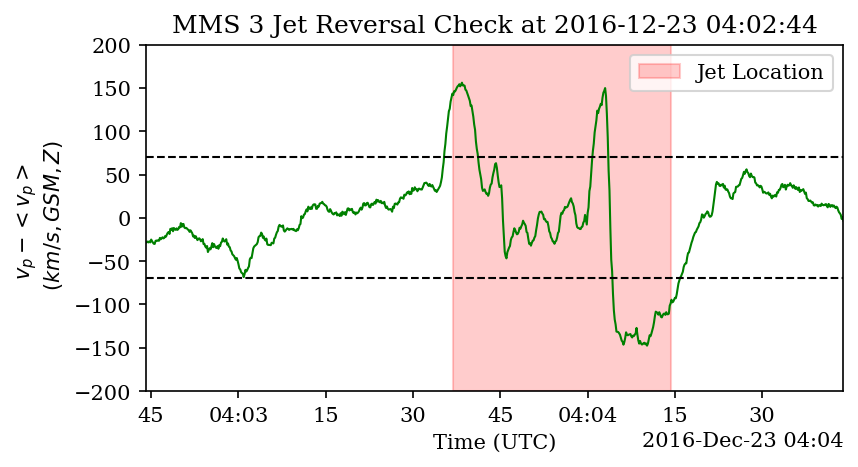 MMS 3 Jet Reversal Check at 2016-12-23 04:02:44
200
150
100
50
0
−50
−100
−150
−200
v_p − < v_p >
(km/s, GSM, Z)
Jet Location
45
04:03
15
30
45
04:04
15
30
Time (UTC)
2016-Dec-23 04:04